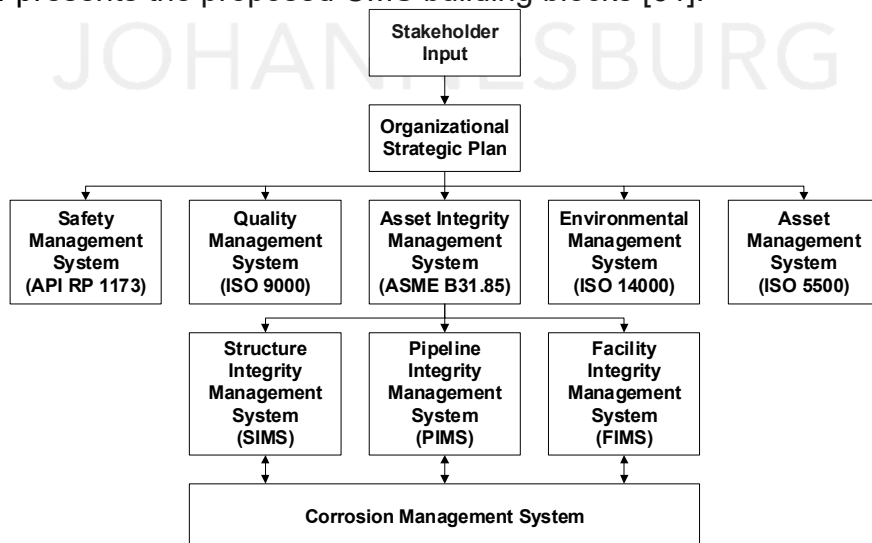 presents the proposed CMS building blocks
JOHANNESBURG
Stakeholder
Input
Organizational
Strategic Plan
Safety
Management
System
(API RP 1173)
Quality
Management
System
(ISO 9000)
Asset Integrity
Management
System
(ASME B31.85)
Environmental
Management
System
(ISO 14000)
Asset
Management
System
(ISO 5500)
Structure
Integrity
Management
System
(SIMS)
Pipeline
Integrity
Management
System
(PIMS)
Facility
Integrity
Management
System
(FIMS)
Corrosion Management System